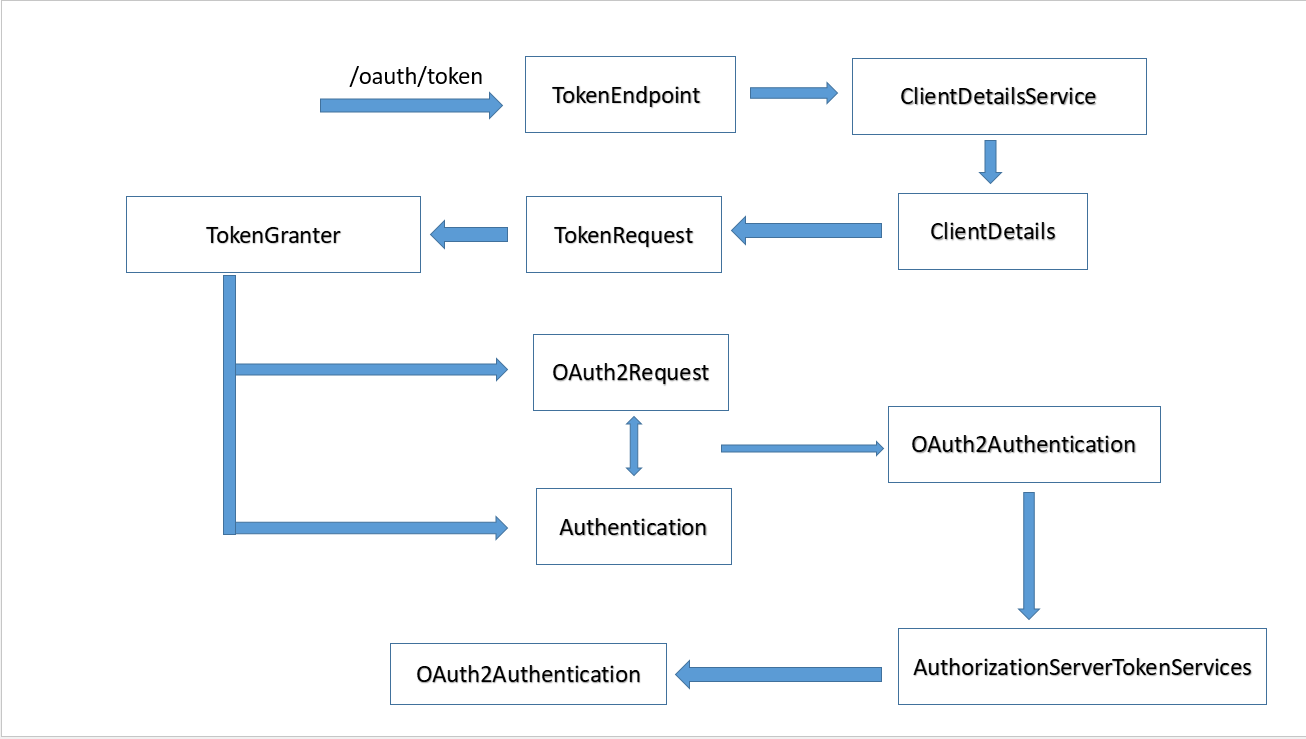 /oauth/token
TokenEndpoint
ClientDetailsService
TokenGranter
TokenRequest
ClientDetails
OAuth2Request
OAuth2Authentication
Authentication
OAuth2Authentication
AuthorizationServerTokenServices